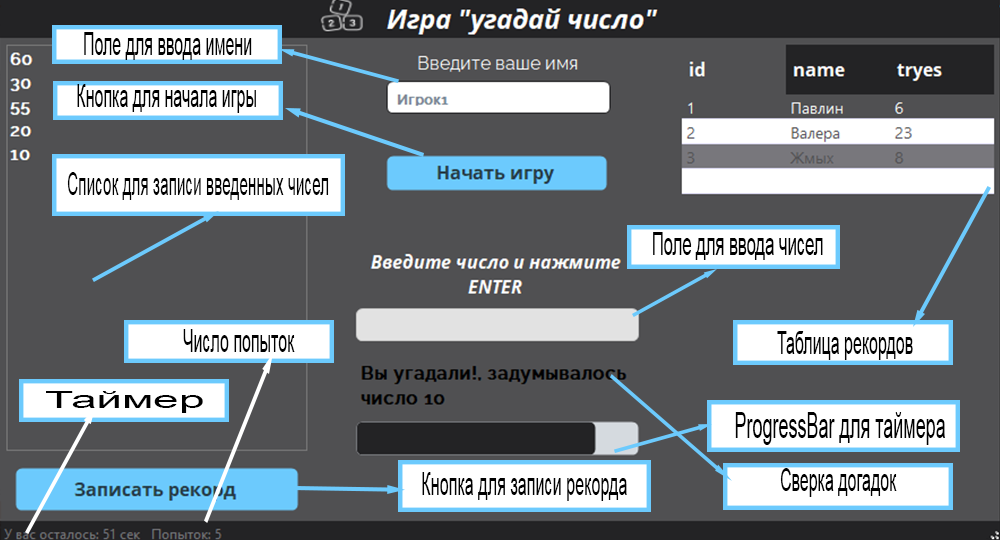 1
2 3
Игра "угадай число"
60
30
55
20
10
Поле для ввода имени
Кнопка для начала игры
Список для записи введенных чисел
Введите ваше имя
Игрок1
Начать игру
id name tryes
1 Павлин 6
2 Валера 23
3 Жмых 8
Поле для ввода чисел
Введите число и нажмите
ENTER
Число попыток
Таблица рекордов
Таймер
Вы угадали!, задумывалось
число 10
ProgressBar для таймера
Кнопка для записи рекорда
Сверка догадок
Записать рекорд
У вас осталось: 51 сек Попыток: 5